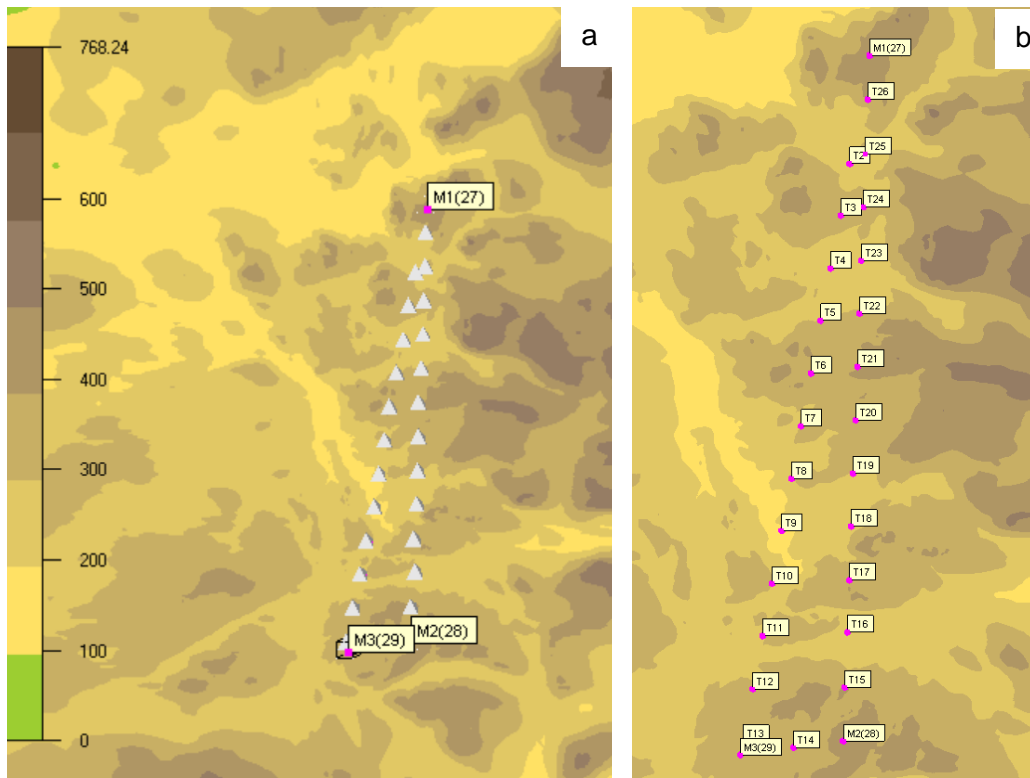 a
768.24
600
500
400
300
200
100
0
M1(27)
M2(28)
M3(29)
b
M1(27)
T26
T25
T2
T24
T3
T23
T4
T22
T5
T21
T6
T20
T7
T19
T8
T18
T9
T17
T10
T16
T11
T15
T12
T13
M2(28)
M3(29)
T14